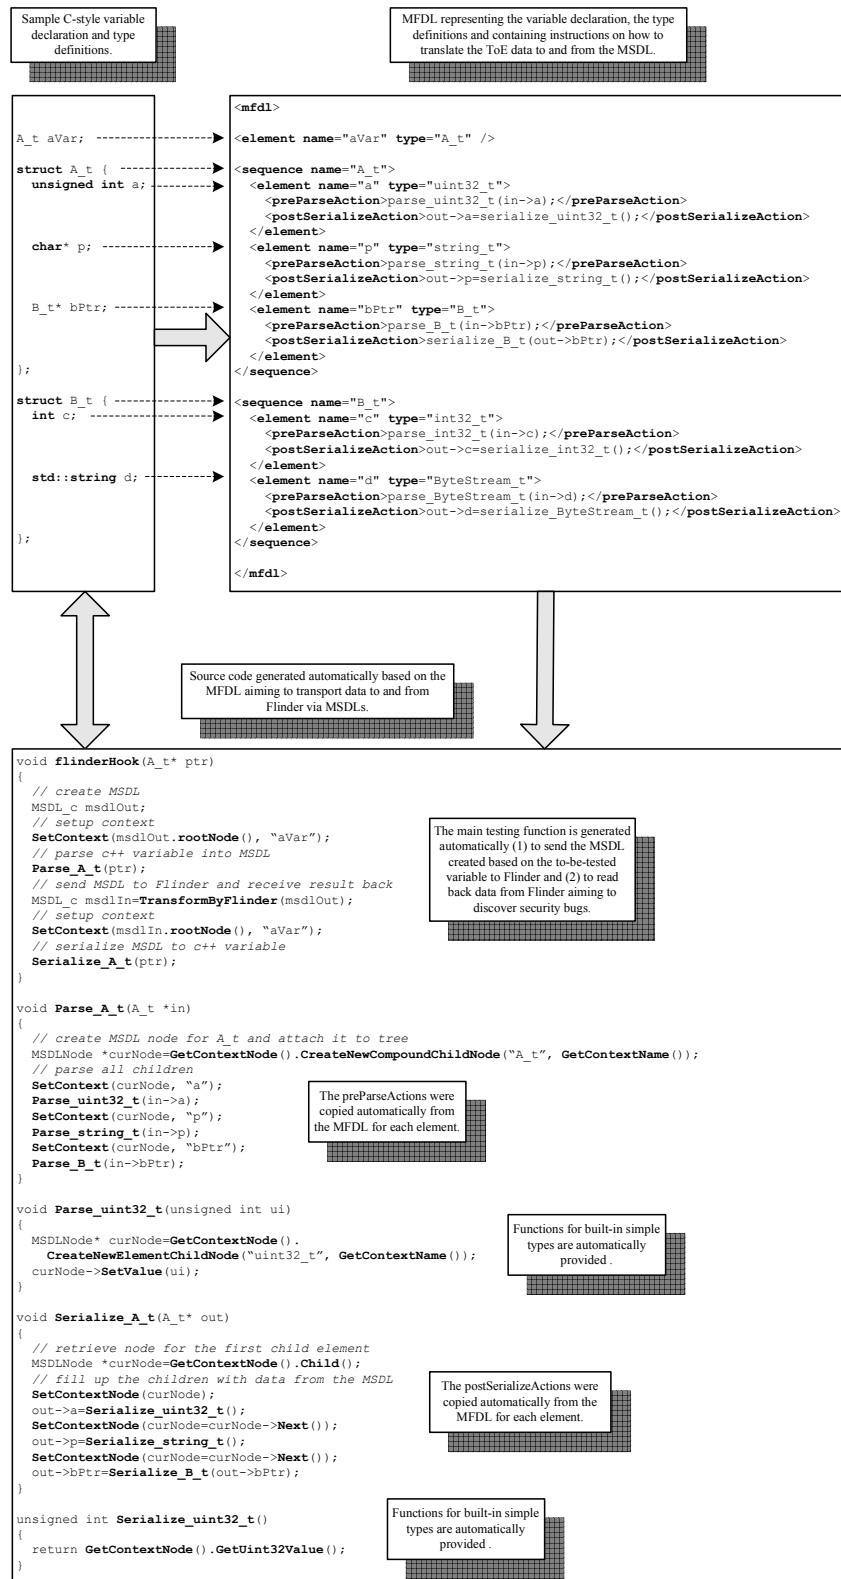 Sample C-style variable
declaration and type
definitions.
MFDL representing the variable declaration, the type
definitions and containing instructions on how to
translate the ToE data to and from the MSDL.
A_t aVar;
struct A_t {
unsigned int a;
char* p;
B_t* bPtr;
};
struct B_t {
int c;
std::string d;
};
<mfdl>
<element name="aVar" type="A_t" />
<sequence name="A_t">
<element name="a" type="uint32_t">
<preParseAction>parse_uint32_t(in->a);</preParseAction>
<postSerializeAction>out->a=serialize_uint32_t();</postSerializeAction>
</element>
<element name="p" type="string_t">
<preParseAction>parse_string_t(in->p);</preParseAction>
<postSerializeAction>out->p=serialize_string_t();</postSerializeAction>
</element>
<element name="bPtr" type="B_t">
<preParseAction>parse_B_t(in->bPtr);</preParseAction>
<postSerializeAction>serialize_B_t(out->bPtr);</postSerializeAction>
</element>
</sequence>
<sequence name="B_t">
<element name="c" type="int32_t">
<preParseAction>parse_int32_t(in->c);</preParseAction>
<postSerializeAction>out->c=serialize_int32_t();</postSerializeAction>
</element>
<element name="d" type="ByteStream_t">
<preParseAction>parse_ByteStream_t(in->d);</preParseAction>
<postSerializeAction>out->d=serialize_ByteStream_t();</postSerializeAction>
</element>
</sequence>
</mfdl>
Source code generated automatically based on the
MFDL aiming to transport data to and from
Flinder via MSDLs.
void flinderHook(A_t* ptr)
{
// create MSDL
MSDL_c msdlOut;
// setup context
SetContext(msdlOut.rootNode(), “aVar”);
// parse c++ variable into MSDL
Parse_A_t(ptr);
// send MSDL to Flinder and receive result back
MSDL_c msdlIn=TransformByFlinder(msdlOut);
// setup context
SetContext(msdlIn.rootNode(), “aVar”);
// serialize MSDL to c++ variable
Serialize_A_t(ptr);
}
The main testing function is generated
automatically (1) to send the MSDL
created based on the to-be-tested
variable to Flinder and (2) to read
back data from Flinder aiming to
discover security bugs.
void Parse_A_t(A_t *in)
{
// create MSDL node for A_t and attach it to tree
MSDLNode *curNode=GetContextNode().CreateNewCompoundChildNode(“A_t”, GetContextName());
// parse all children
SetContext(curNode, “a”);
Parse_uint32_t(in->a);
SetContext(curNode, “p”);
Parse_string_t(in->p);
SetContext(curNode, “bPtr”);
Parse_B_t(in->bPtr);
}
The preParseActions were
copied automatically from
the MFDL for each element.
void Parse_uint32_t(unsigned int ui)
{
MSDLNode* curNode=GetContextNode().
CreateNewElementChildNode(“uint32_t”, GetContextName());
curNode->SetValue(ui);
}
Functions for built-in simple
types are automatically
provided .
void Serialize_A_t(A_t* out)
{
// retrieve node for the first child element
MSDLNode *curNode=GetContextNode().Child();
// fill up the children with data from the MSDL
SetContextNode(curNode);
out->a=Serialize_uint32_t();
SetContextNode(curNode=curNode->Next());
out->p=Serialize_string_t();
SetContextNode(curNode=curNode->Next());
out->bPtr=Serialize_B_t(out->bPtr);
}
The postSerializeActions were
copied automatically from the
MFDL for each element.
unsigned int Serialize_uint32_t()
{
return GetContextNode().GetUint32Value();
}
Functions for built-in simple
types are automatically
provided .